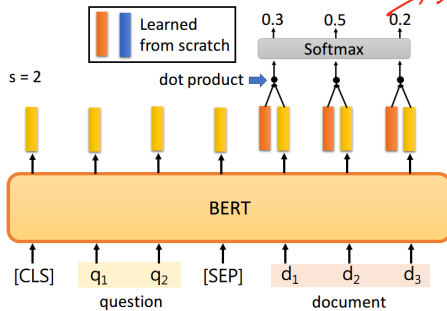 0.3 0.5 0.2
Learned
from scratch
Softmax
dot product
s = 2
BERT
[CLS] q1 q2 [SEP] d1 d2 d3
question document